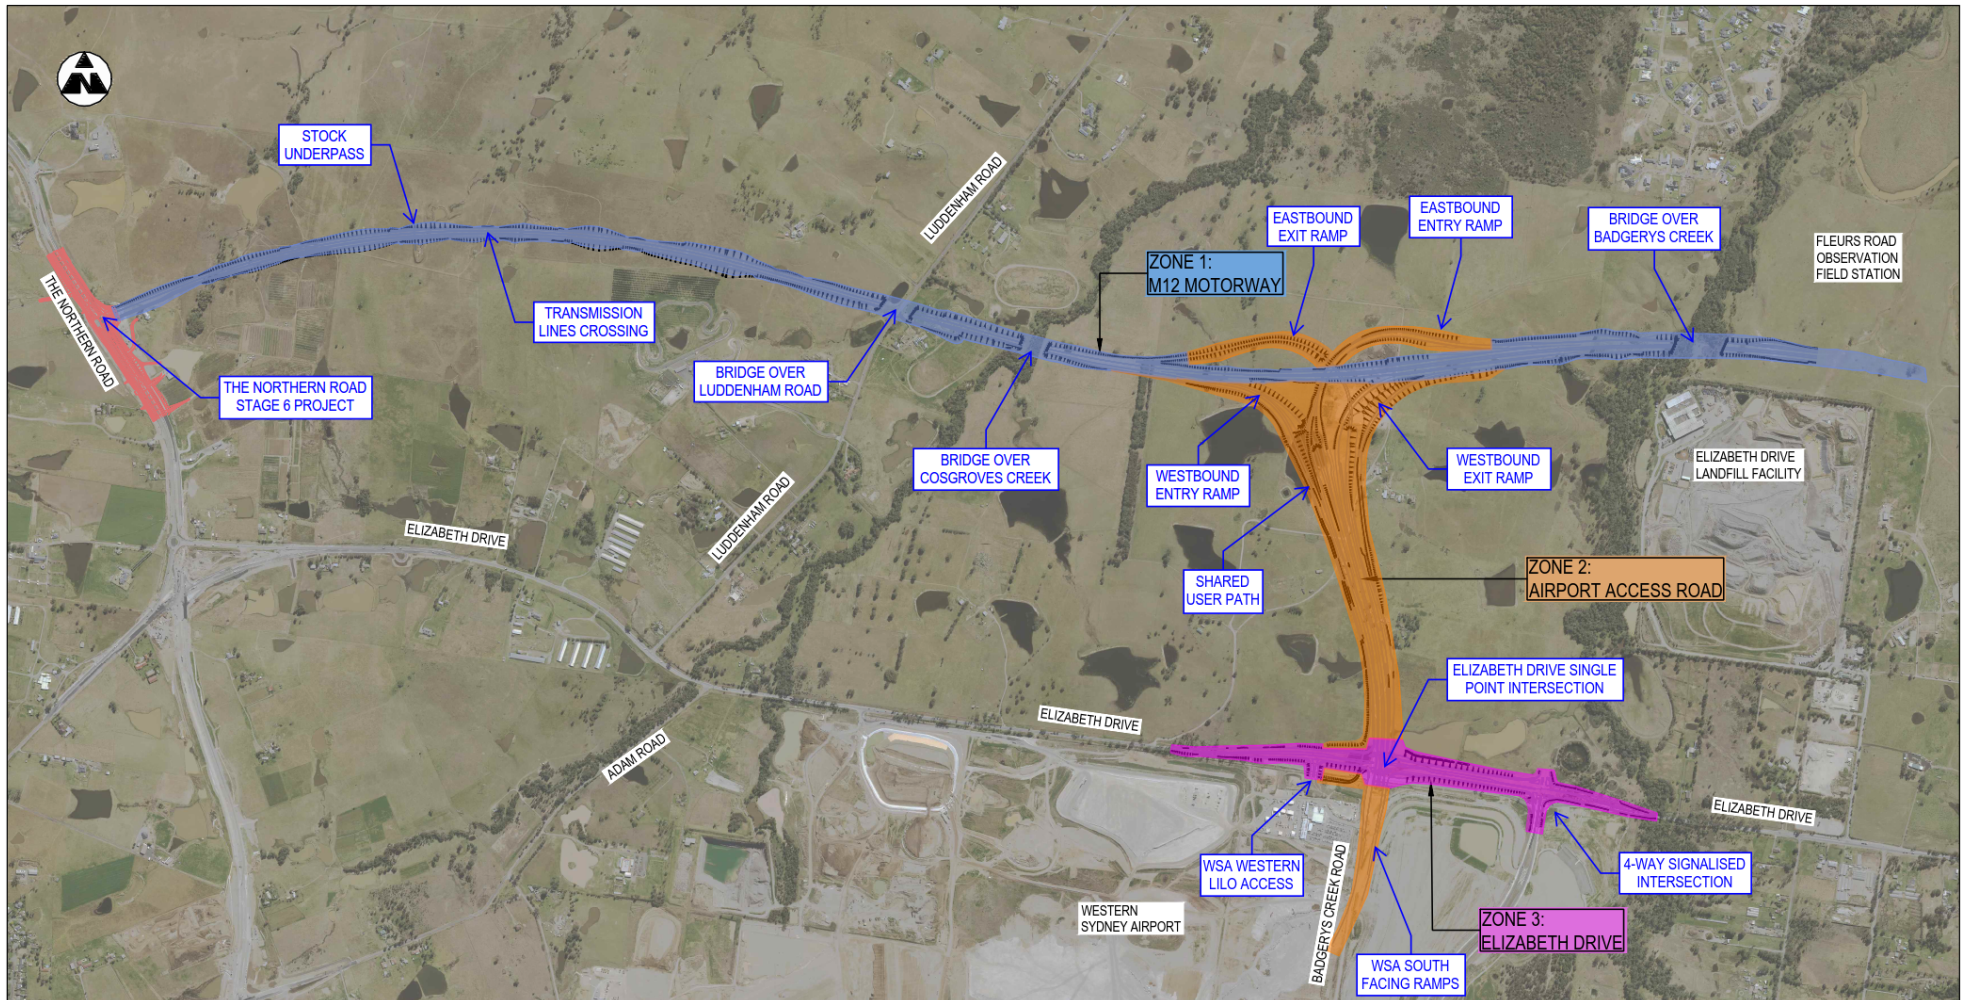 N
STOCK
UNDERPASS
THE NORTHERN ROAD
THE NORTHERN ROAD
STAGE 6 PROJECT
TRANSMISSION
LINES CROSSING
LUDDENHAM ROAD
BRIDGE OVER
LUDDENHAM ROAD
BRIDGE OVER
COSGROVES CREEK
ZONE 1:
M12 MOTORWAY
EASTBOUND
EXIT RAMP
EASTBOUND
ENTRY RAMP
BRIDGE OVER
BADGERYS CREEK
FLEURS ROAD
OBSERVATION
FIELD STATION
WESTBOUND
ENTRY RAMP
WESTBOUND
EXIT RAMP
ELIZABETH DRIVE
LANDFILL FACILITY
ELIZABETH DRIVE
LUDDENHAM ROAD
SHARED
USER PATH
ZONE 2:
AIRPORT ACCESS ROAD
ELIZABETH DRIVE SINGLE
POINT INTERSECTION
ELIZABETH DRIVE
ADAM ROAD
ELIZABETH DRIVE
WSA WESTERN
LILO ACCESS
4-WAY SIGNALISED
INTERSECTION
WESTERN
SYDNEY AIRPORT
BADGERYS CREEK ROAD
ZONE 3:
ELIZABETH DRIVE
WSA SOUTH
FACING RAMPS